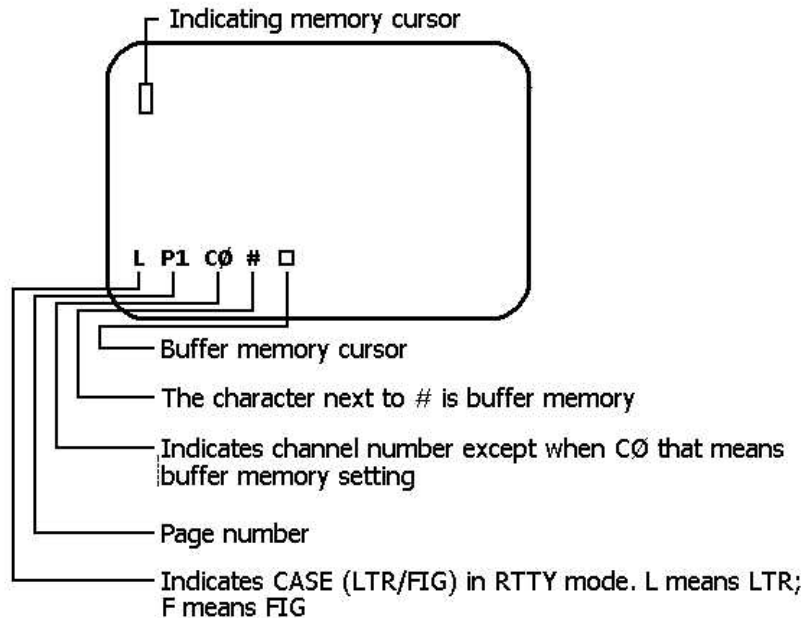 Indicating memory cursor
L P1 CØ # □
Buffer memory cursor
The character next to # is buffer memory
Indicates channel number except when CØ that means
buffer memory setting
Page number
Indicates CASE (LTR/FIG) in RTTY mode. L means LTR;
F means FIG